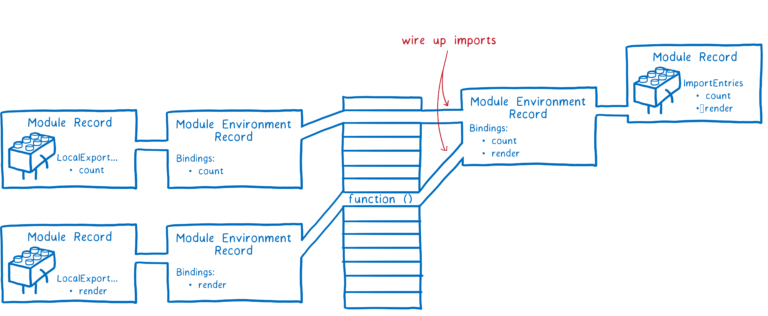 wire up imports
Module Record
ImportEntries
• count
• render
Module Environment
Record
Bindings:
• count
• render
Module Record
LocalExport...
• count
Module Environment
Record
Bindings:
• count
function ()
Module Record
LocalExport...
• render
Module Environment
Record
Bindings:
• render